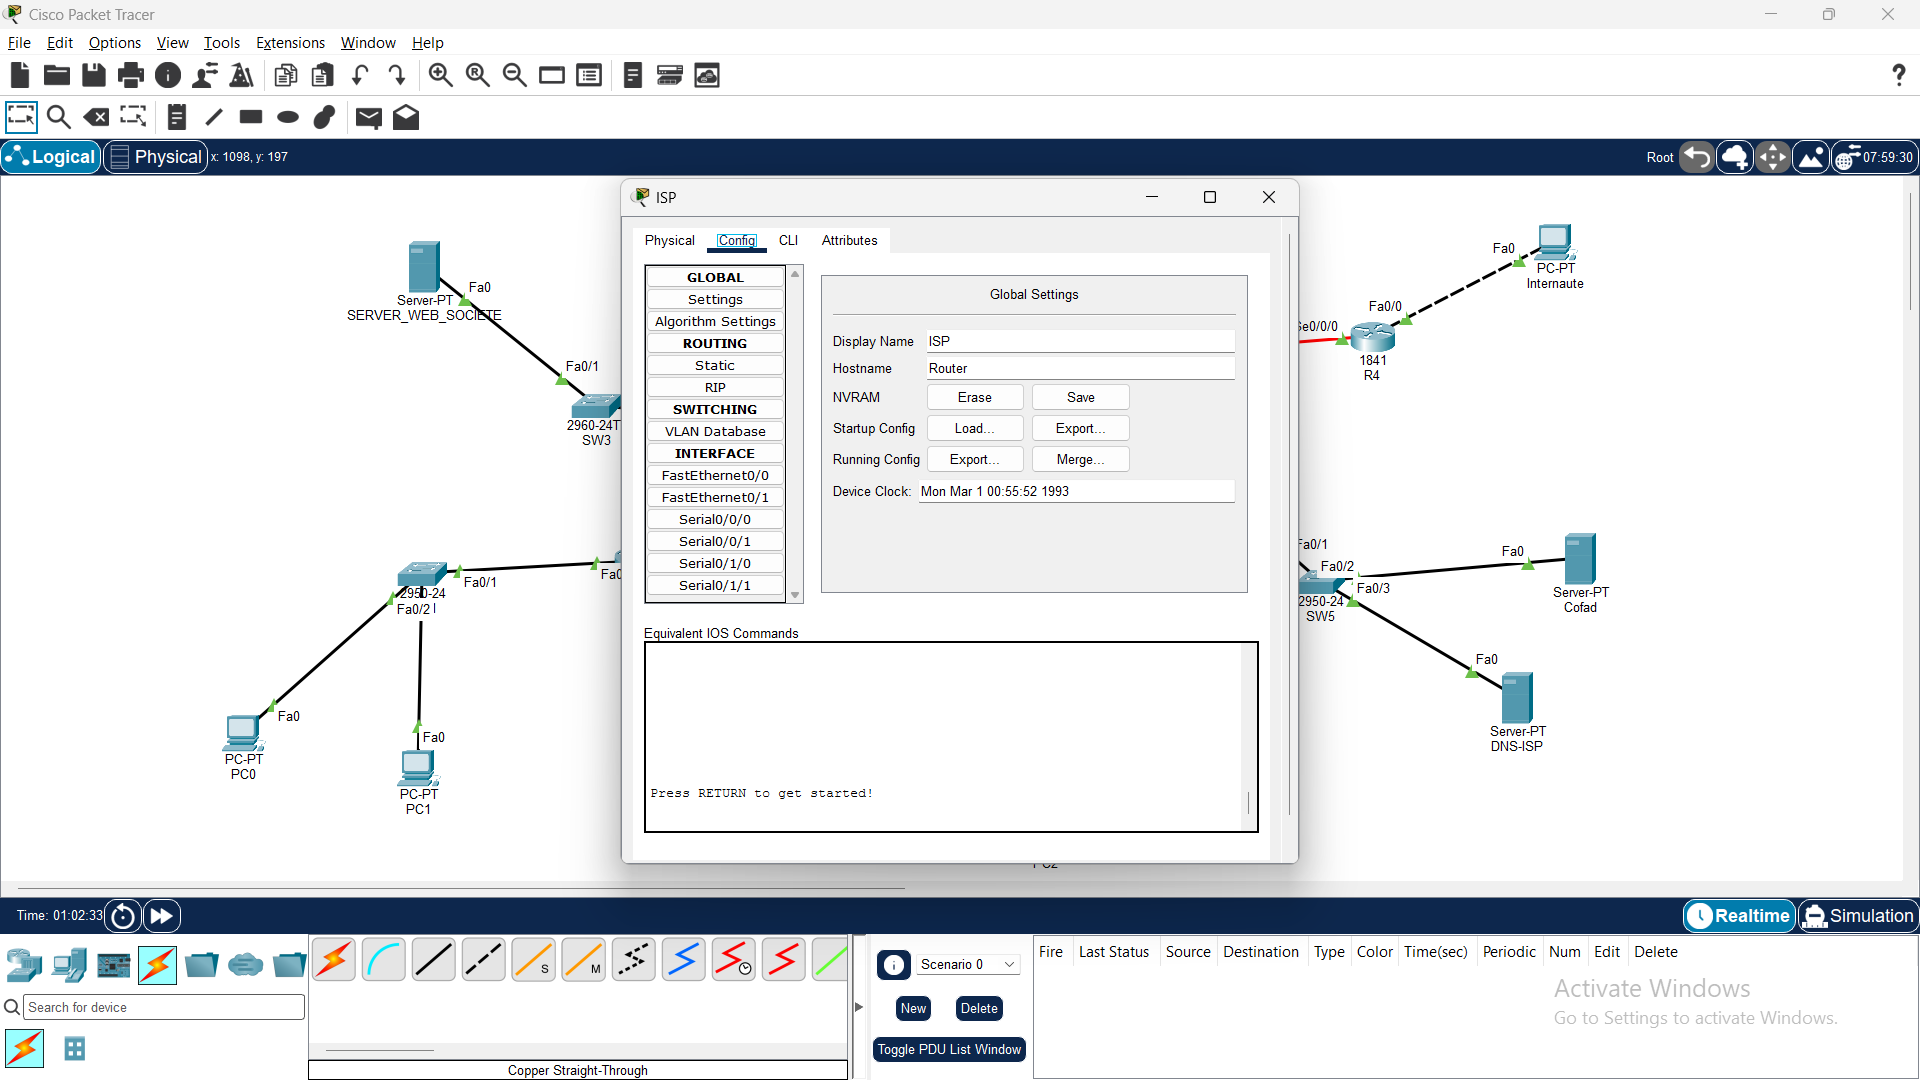 Cisco Packet Tracer
File Edit Options View Tools Extensions Window Help
Logical Physical x: 1098, y: 197 Root 07:59:30
ISP
Physical Config CLI Attributes
GLOBAL
Settings
Algorithm Settings
ROUTING
Static
RIP
SWITCHING
VLAN Database
INTERFACE
FastEthernet0/0
FastEthernet0/1
Serial0/0/0
Serial0/0/1
Serial0/1/0
Serial0/1/1
Global Settings
Display Name ISP
Hostname Router
NVRAM Erase Save
Startup Config Load... Export...
Running Config Export... Merge...
Device Clock: Mon Mar 1 00:55:52 1993
Equivalent IOS Commands
Press RETURN to get started!
Fa0
Server-PT
SERVER_WEB_SOCIETE
Fa0/1
2960-24T
SW3
Fa0/1
2950-24
Fa0/2
Fa0
PC-PT
PC0
Fa0
PC-PT
PC1
Fa0
PC-PT
Internaute
Fa0/0
Se0/0/0
1841
R4
Fa0/1
Fa0/2
Fa0/3
2950-24
SW5
Fa0
Server-PT
Cofad
Fa0
Server-PT
DNS-ISP
Time: 01:02:33 Realtime Simulation
S
M
Search for device
Copper Straight-Through
Scenario 0
New Delete
Toggle PDU List Window
Fire Last Status Source Destination Type Color Time(sec) Periodic Num Edit Delete
Activate Windows
Go to Settings to activate Windows.